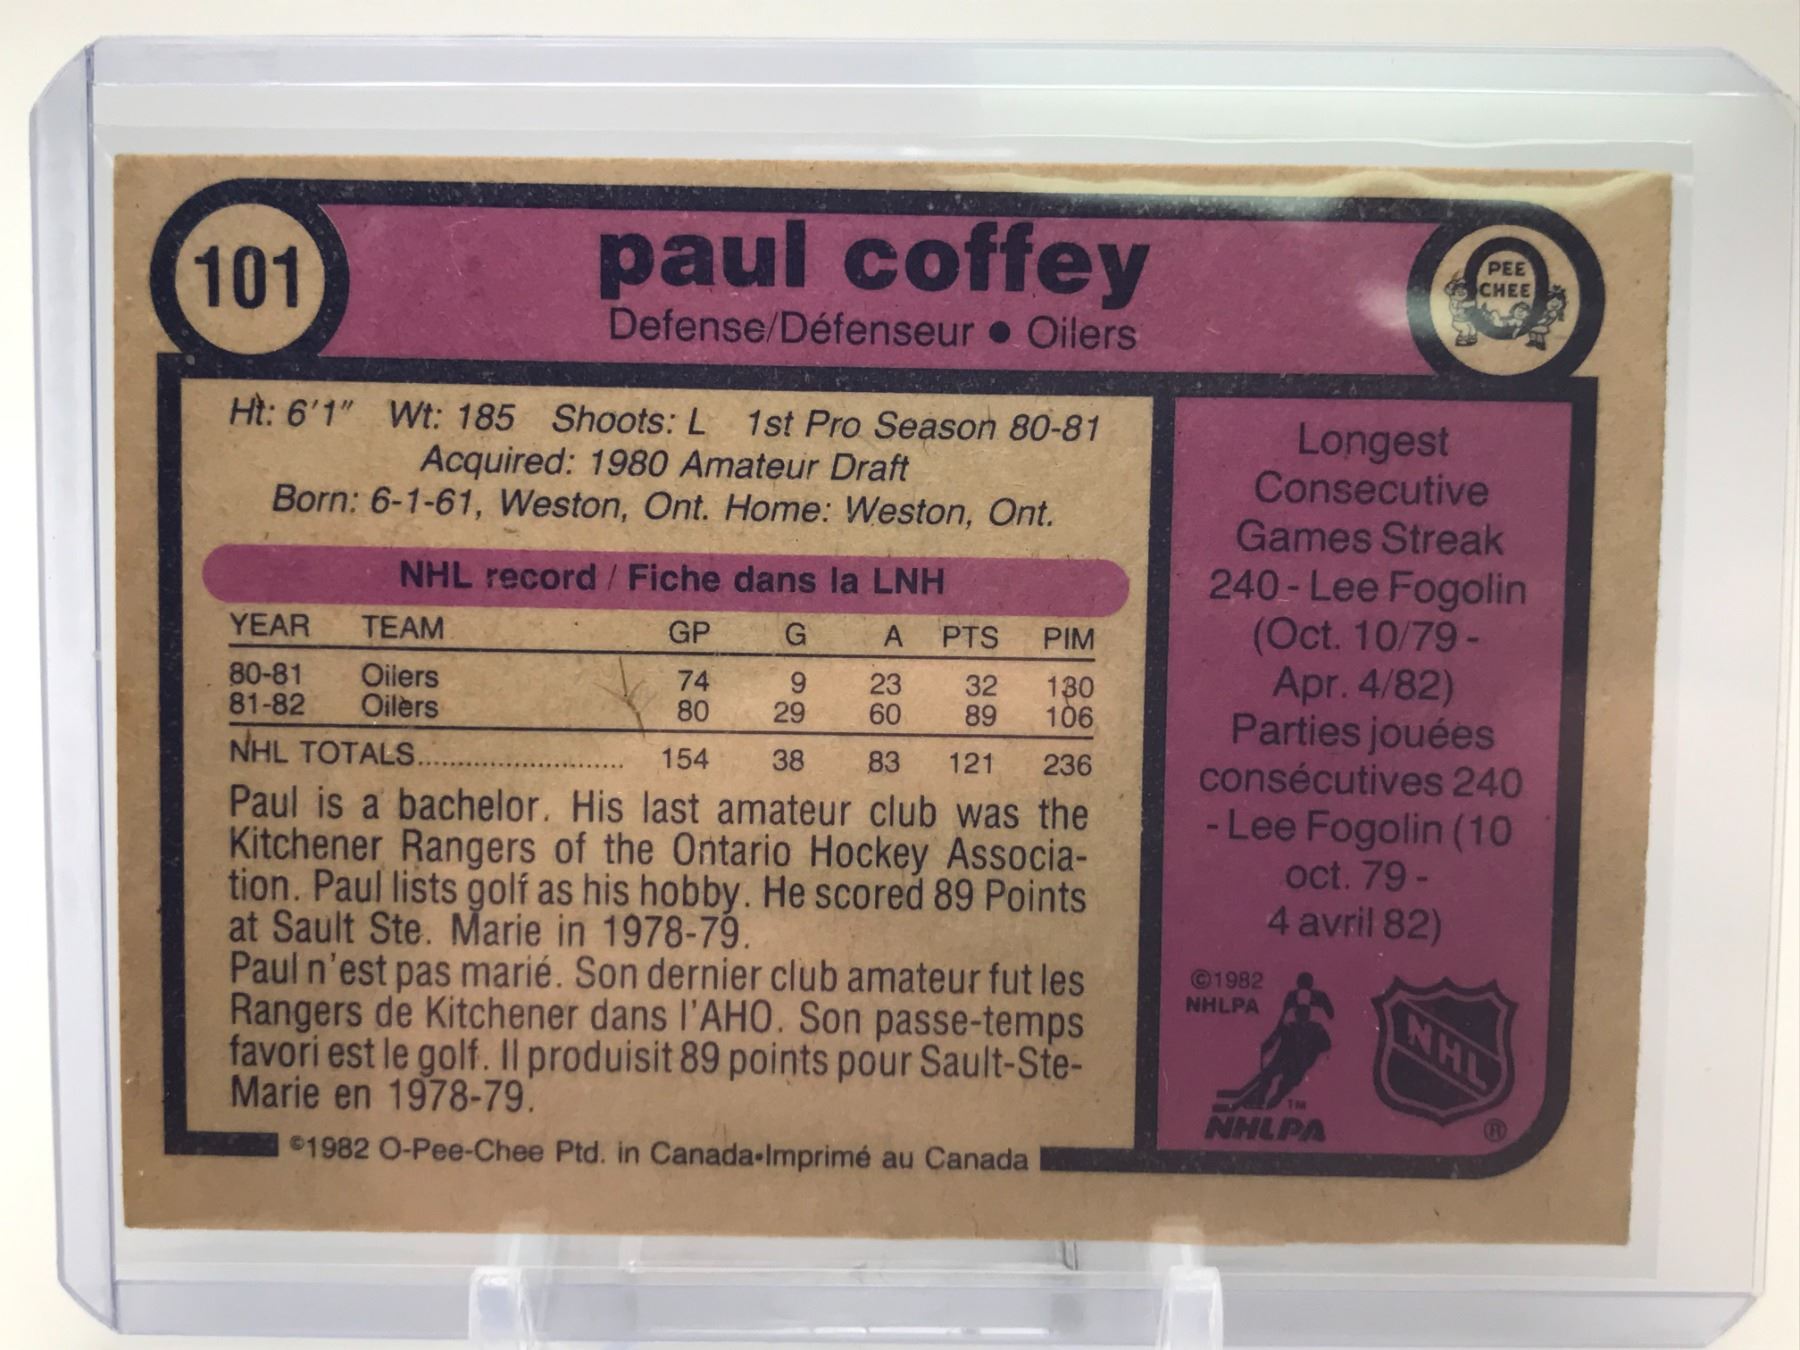 101
paul coffey
Defense/Défenseur • Oilers
PEE
CHEE
Ht: 6'1" Wt: 185 Shoots: L 1st Pro Season 80-81
Acquired: 1980 Amateur Draft
Born: 6-1-61, Weston, Ont. Home: Weston, Ont.
NHL record / Fiche dans la LNH
YEAR TEAM GP G A PTS PIM
80-81 Oilers 74 9 23 32 130
81-82 Oilers 80 29 60 89 106
NHL TOTALS.......................... 154 38 83 121 236
Paul is a bachelor. His last amateur club was the
Kitchener Rangers of the Ontario Hockey Associa-
tion. Paul lists golf as his hobby. He scored 89 Points
at Sault Ste. Marie in 1978-79.
Paul n'est pas marié. Son dernier club amateur fut les
Rangers de Kitchener dans l'AHO. Son passe-temps
favori est le golf. Il produisit 89 points pour Sault-Ste-
Marie en 1978-79.
©1982 O-Pee-Chee Ptd. in Canada•Imprimé au Canada
Longest
Consecutive
Games Streak
240 - Lee Fogolin
(Oct. 10/79 -
Apr. 4/82)
Parties jouées
consécutives 240
- Lee Fogolin (10
oct. 79 -
4 avril 82)
©1982
NHLPA
TM
NHLPA
NHL
®